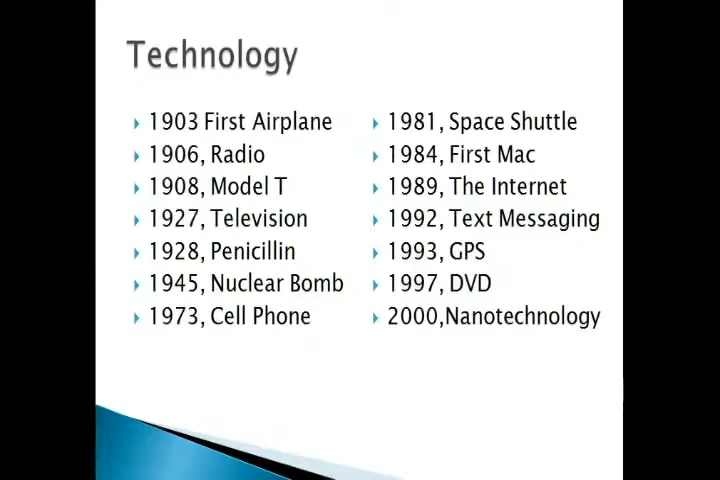 Technology
1903 First Airplane
1906, Radio
1908, Model T
1927, Television
1928, Penicillin
1945, Nuclear Bomb
1973, Cell Phone
1981, Space Shuttle
1984, First Mac
1989, The Internet
1992, Text Messaging
1993, GPS
1997, DVD
2000,Nanotechnology